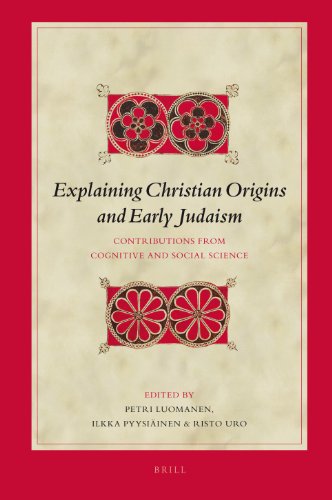 Explaining Christian Origins
and Early Judaism
CONTRIBUTIONS FROM
COGNITIVE AND SOCIAL SCIENCE
EDITED BY
PETRI LUOMANEN,
ILKKA PYYSIÄINEN & RISTO URO
BRILL